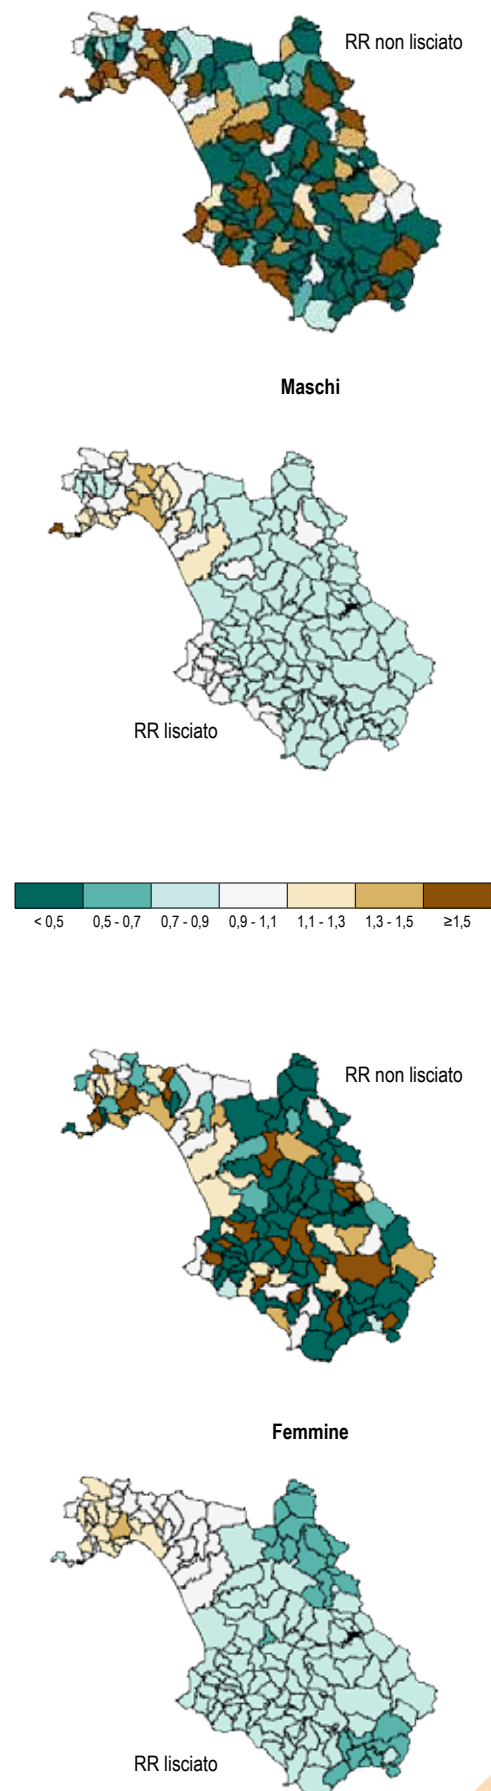 RR non lisciato
Maschi
RR lisciato
< 0,5 0,5 - 0,7 0,7 - 0,9 0,9 - 1,1 1,1 - 1,3 1,3 - 1,5 ≥1,5
RR non lisciato
Femmine
RR lisciato